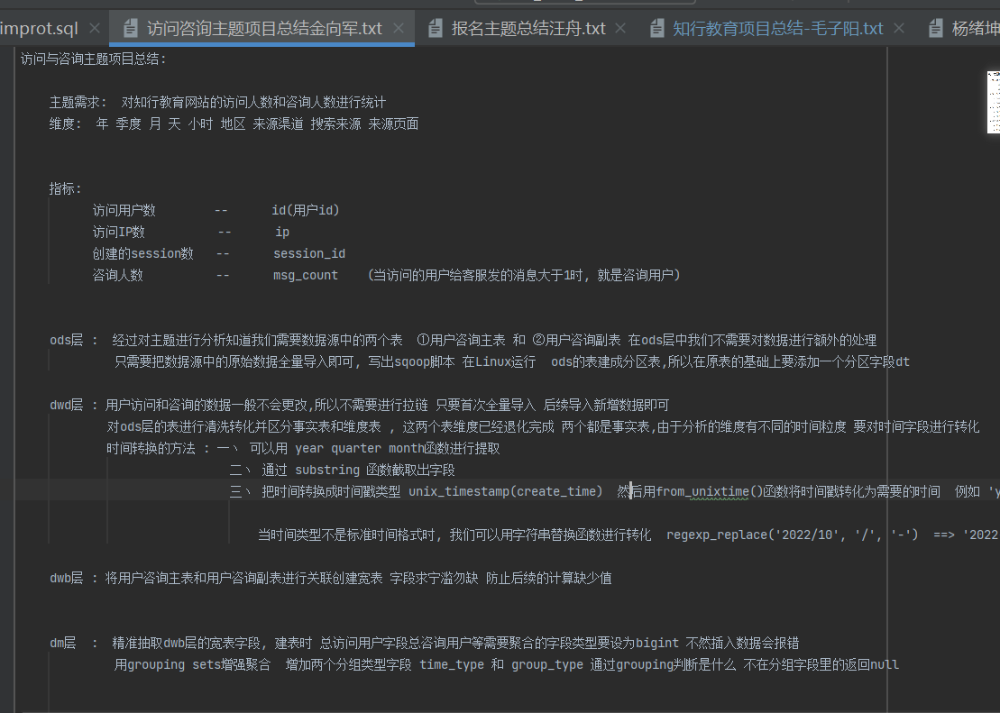 improt.sql 访问咨询主题项目总结金向军.txt 报名主题总结汪舟.txt 知行教育项目总结-毛子阳.txt 杨绪坤
访问与咨询主题项目总结:
主题需求: 对知行教育网站的访问人数和咨询人数进行统计
维度: 年 季度 月 天 小时 地区 来源渠道 搜索来源 来源页面
指标:
访问用户数 -- id(用户id)
访问IP数 -- ip
创建的session数 -- session_id
咨询人数 -- msg_count (当访问的用户给客服发的消息大于1时, 就是咨询用户)
ods层 : 经过对主题进行分析知道我们需要数据源中的两个表 ①用户咨询主表 和 ②用户咨询副表 在ods层中我们不需要对数据进行额外的处理
只需要把数据源中的原始数据全量导入即可, 写出sqoop脚本 在Linux运行 ods的表建成分区表,所以在原表的基础上要添加一个分区字段dt
dwd层 : 用户访问和咨询的数据一般不会更改,所以不需要进行拉链 只要首次全量导入 后续导入新增数据即可
对ods层的表进行清洗转化并区分事实表和维度表 , 这两个表维度已经退化完成 两个都是事实表,由于分析的维度有不同的时间粒度 要对时间字段进行转化
时间转换的方法 : 一、 可以用 year quarter month函数进行提取
二、 通过 substring 函数截取出字段
三、 把时间转换成时间戳类型 unix_timestamp(create_time) 然后用from_unixtime()函数将时间戳转化为需要的时间 例如 'y
当时间类型不是标准时间格式时, 我们可以用字符串替换函数进行转化 regexp_replace('2022/10', '/', '-') ==> '2022
dwb层 : 将用户咨询主表和用户咨询副表进行关联创建宽表 字段求宁滥勿缺 防止后续的计算缺少值
dm层 : 精准抽取dwb层的宽表字段, 建表时 总访问用户字段总咨询用户等需要聚合的字段类型要设为bigint 不然插入数据会报错
用grouping sets增强聚合 增加两个分组类型字段 time_type 和 group_type 通过grouping判断是什么 不在分组字段里的返回null